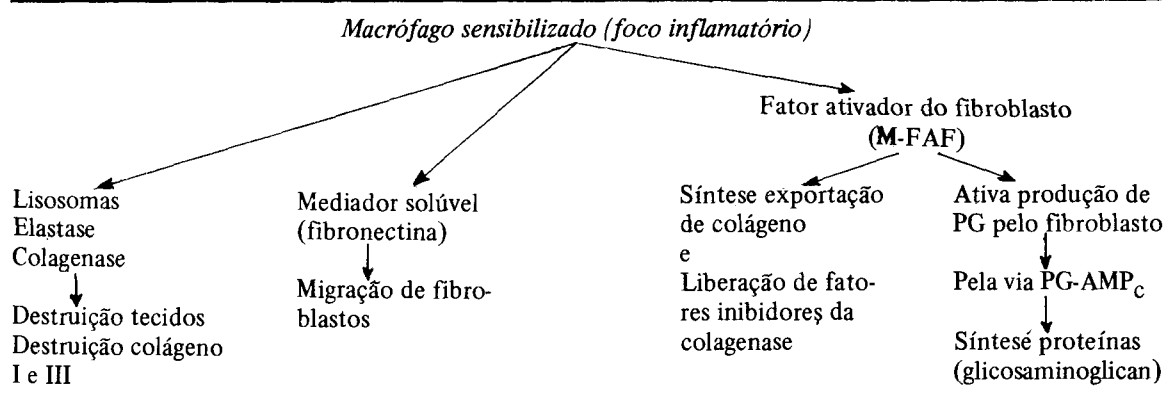 Macrófago sensibilizado (foco inflamatório)
Fator ativador do fibroblasto
(M-FAF)
Lisosomas
Elastase
Colagenase
Destruição tecidos
Destruição colágeno
I e III
Mediador solúvel
(fibronectina)
Migração de fibro-
blastos
Síntese exportação
de colágeno
e
Liberação de fato-
res inibidores da
colagenase
Ativa produção de
PG pelo fibroblasto
Pela via PG-AMPc
Síntesé proteínas
(glicosaminoglican)